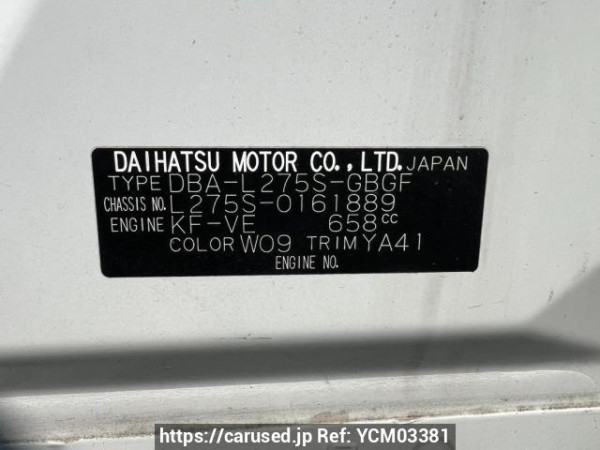 DAIHATSU MOTOR CO.,LTD. JAPAN
TYPE DBA-L275S-GBGF
CHASSIS NO. L275S-0161889
ENGINE KF-VE 658CC
COLOR W09 TRIM YA41
ENGINE NO.
https://carused.jp Ref: YCM03381